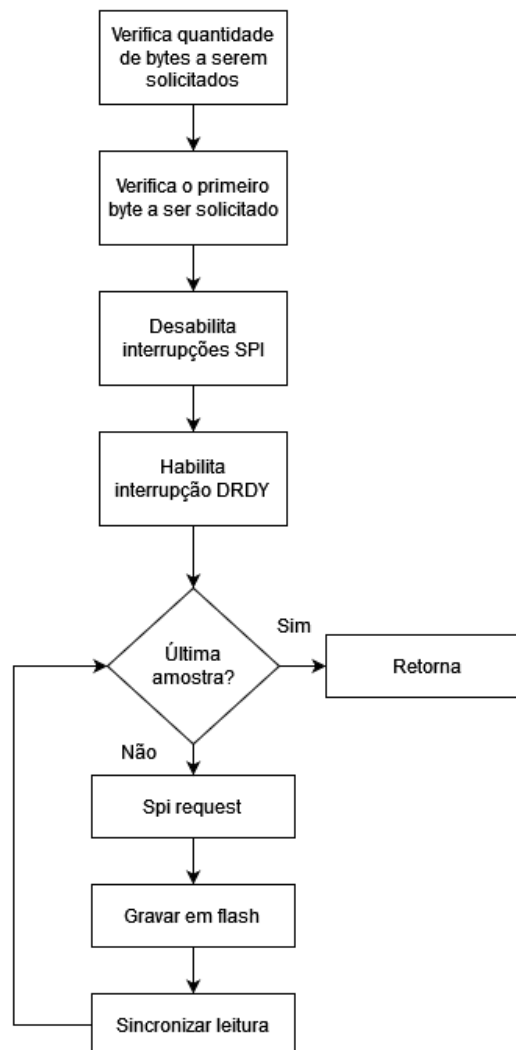 Verifica quantidade
de bytes a serem
solicitados
Verifica o primeiro
byte a ser solicitado
Desabilita
interrupções SPI
Habilita
interrupção DRDY
Última
amostra?
Sim
Retorna
Não
Spi request
Gravar em flash
Sincronizar leitura